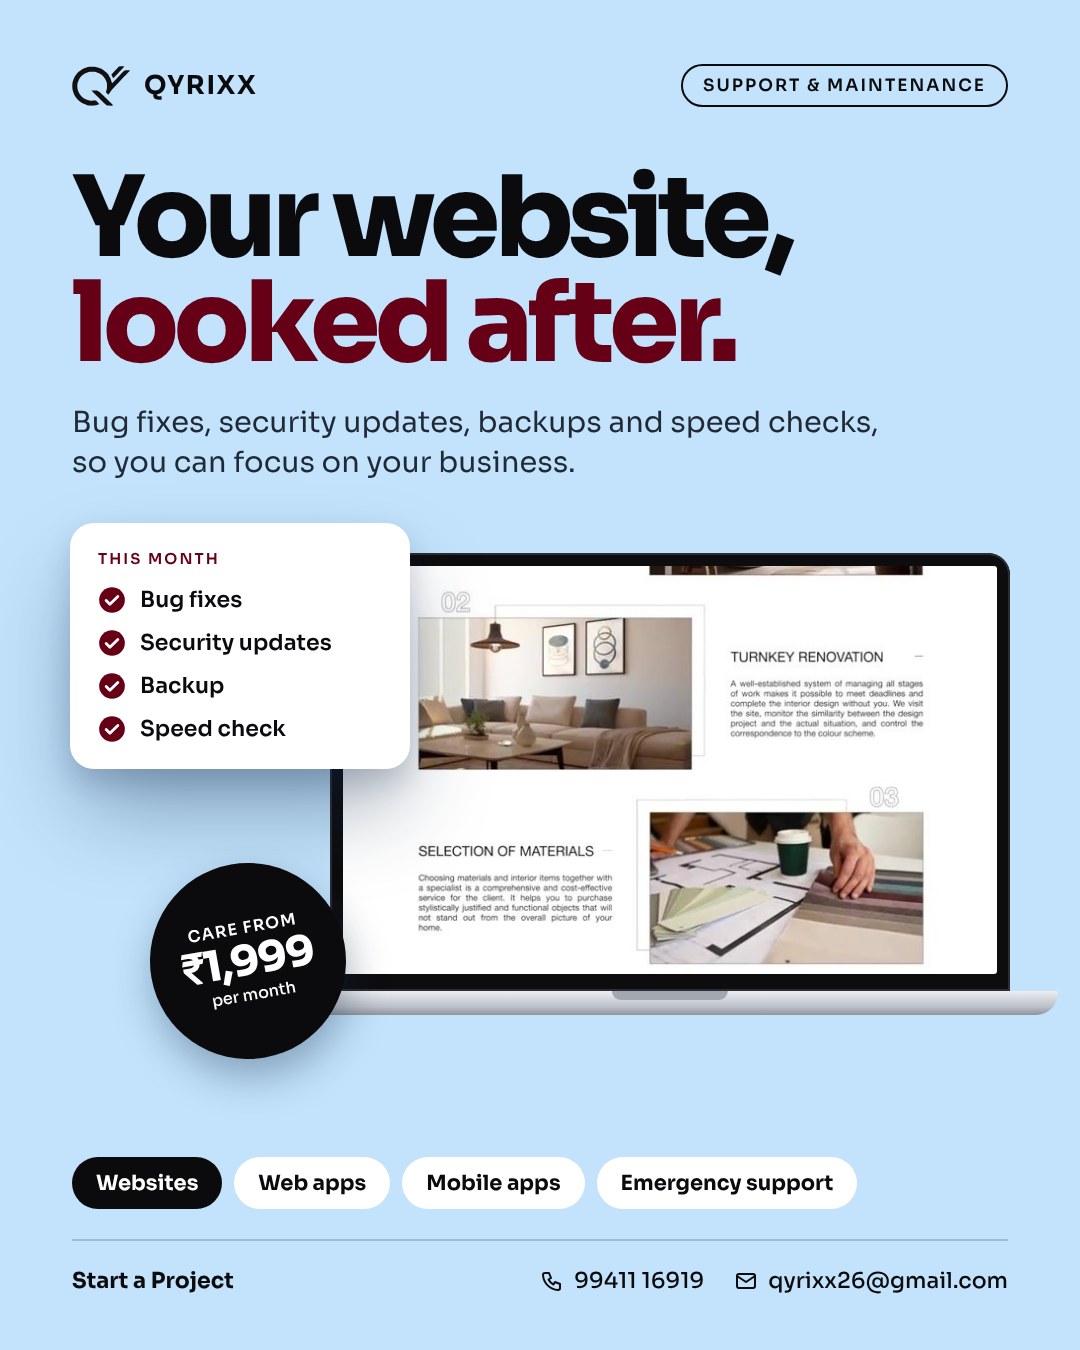 QYRIXX
SUPPORT & MAINTENANCE
Your website,
looked after.
Bug fixes, security updates, backups and speed checks,
so you can focus on your business.
THIS MONTH
Bug fixes
Security updates
Backup
Speed check
02
TURNKEY RENOVATION
A well-established system of managing all stages
of work makes it possible to meet deadlines and
complete the interior design without you. We visit
the site, monitor the similarity between the design
project and the actual situation, and control the
correspondence to the colour scheme.
03
SELECTION OF MATERIALS
Choosing materials and interior items together with
a specialist is a comprehensive and cost-effective
service for the client. It helps you to purchase
stylistically justified and functional objects that will
not stand out from the overall picture of your
home.
CARE FROM
₹1,999
per month
Websites
Web apps
Mobile apps
Emergency support
Start a Project
99411 16919
qyrixx26@gmail.com